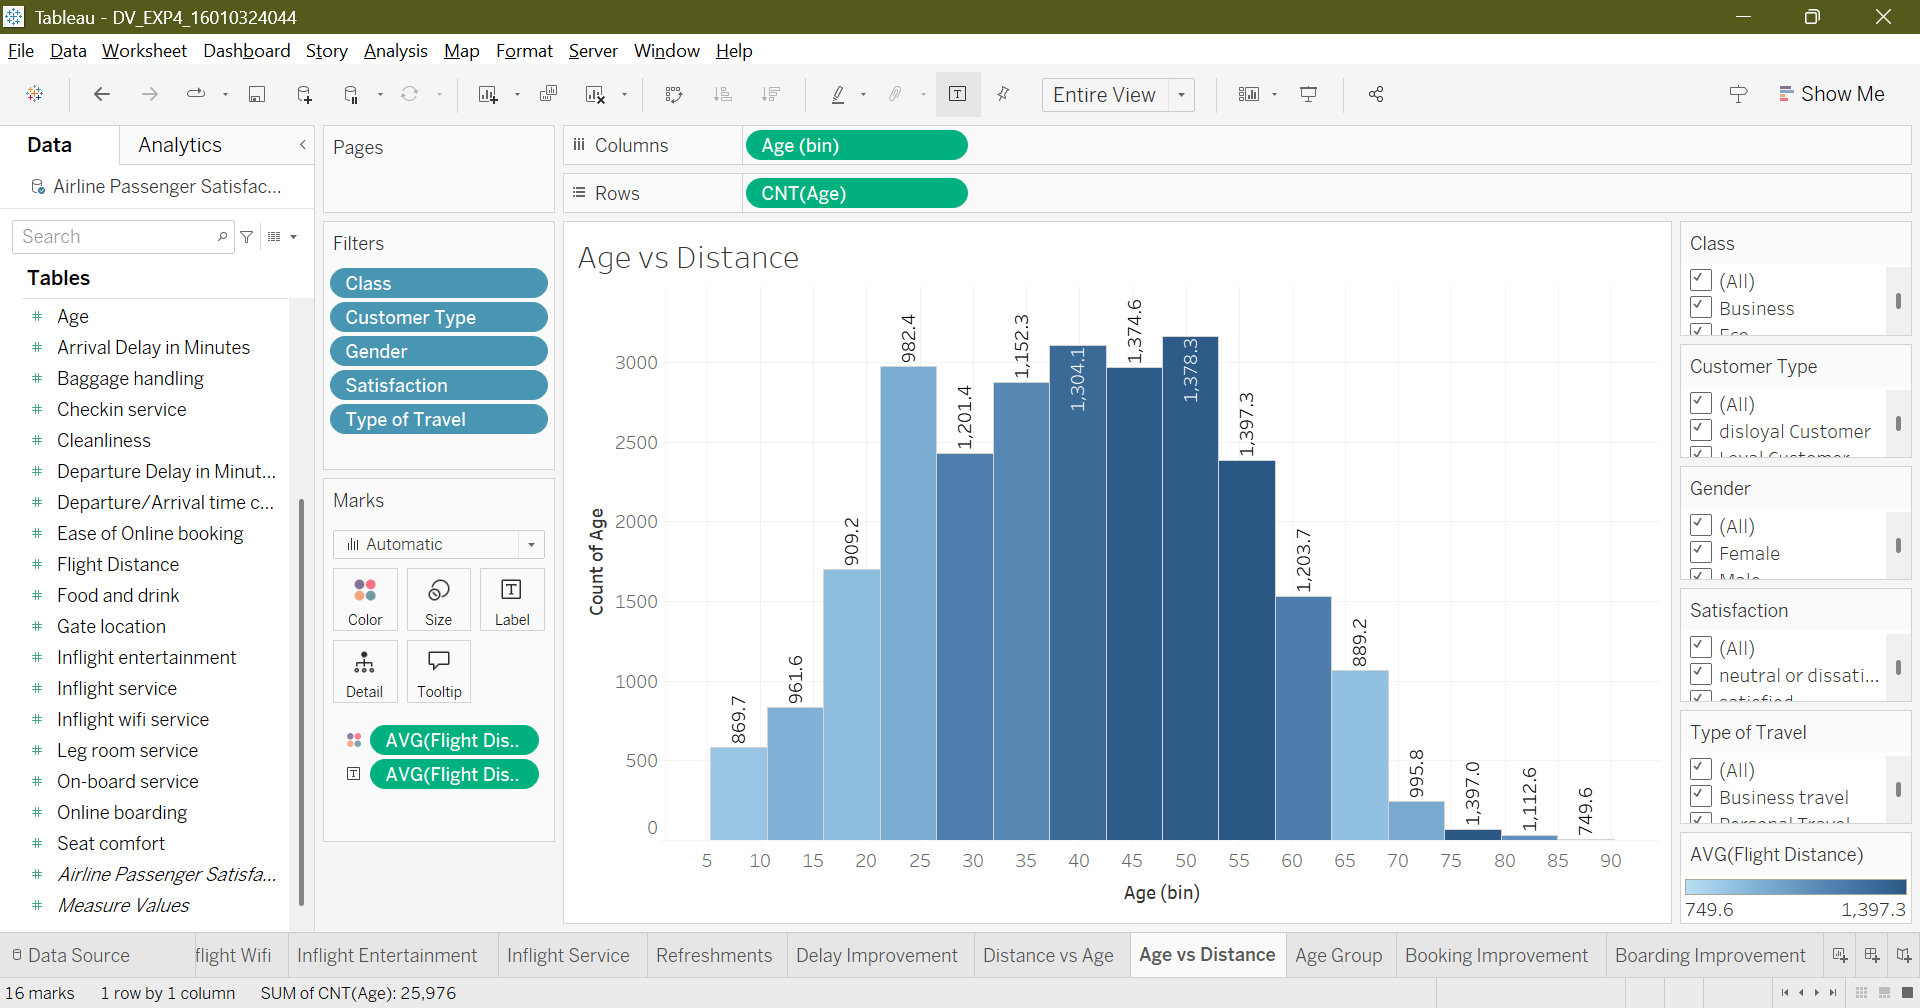 Tableau - DV_EXP4_16010324044
File Data Worksheet Dashboard Story Analysis Map Format Server Window Help
Entire View
Show Me
Data Analytics
Airline Passenger Satisfac...
Search
Tables
# Age
# Arrival Delay in Minutes
# Baggage handling
# Checkin service
# Cleanliness
# Departure Delay in Minut...
# Departure/Arrival time c...
# Ease of Online booking
# Flight Distance
# Food and drink
# Gate location
# Inflight entertainment
# Inflight service
# Inflight wifi service
# Leg room service
# On-board service
# Online boarding
# Seat comfort
# Airline Passenger Satisfa...
# Measure Values
Pages
Filters
Class
Customer Type
Gender
Satisfaction
Type of Travel
Marks
Automatic
Color Size Label
Detail Tooltip
AVG(Flight Dis..
AVG(Flight Dis..
Columns Age (bin)
Rows CNT(Age)
Age vs Distance
Count of Age
3000
2500
2000
1500
1000
500
0
869.7
961.6
909.2
982.4
1,201.4
1,152.3
1,304.1
1,374.6
1,378.3
1,397.3
1,203.7
889.2
995.8
1,397.0
1,112.6
749.6
5 10 15 20 25 30 35 40 45 50 55 60 65 70 75 80 85 90
Age (bin)
Class
(All)
Business
Eco
Customer Type
(All)
disloyal Customer
Loyal Customer
Gender
(All)
Female
Male
Satisfaction
(All)
neutral or dissati...
satisfied
Type of Travel
(All)
Business travel
Personal Travel
AVG(Flight Distance)
749.6 1,397.3
Data Source flight Wifi Inflight Entertainment Inflight Service Refreshments Delay Improvement Distance vs Age Age vs Distance Age Group Booking Improvement Boarding Improvement
16 marks 1 row by 1 column SUM of CNT(Age): 25,976